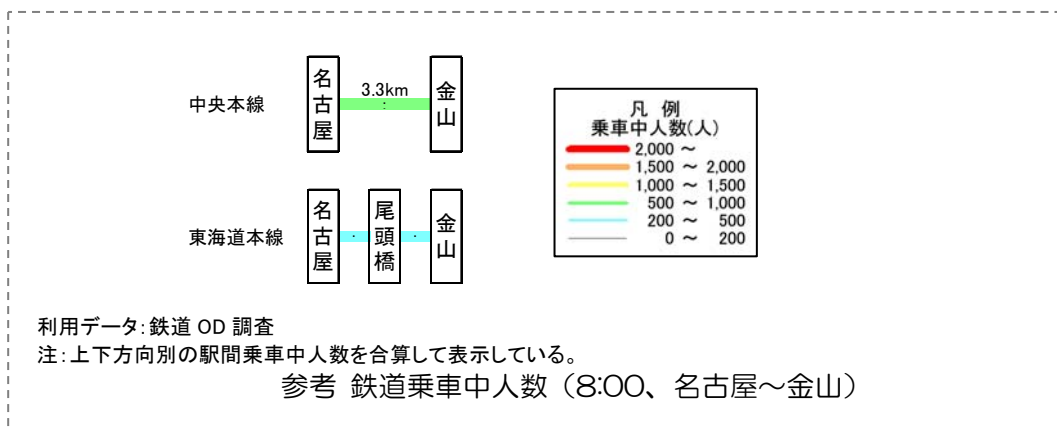 中央本線
名古屋
3.3km
:
金山
東海道本線
名古屋
・
尾頭橋
・
金山
凡 例
乗車中人数(人)
2,000 ～
1,500 ～ 2,000
1,000 ～ 1,500
500 ～ 1,000
200 ～ 500
0 ～ 200
利用データ：鉄道 OD 調査
注：上下方向別の駅間乗車中人数を合算して表示している。
参考 鉄道乗車中人数（8:00、名古屋～金山）